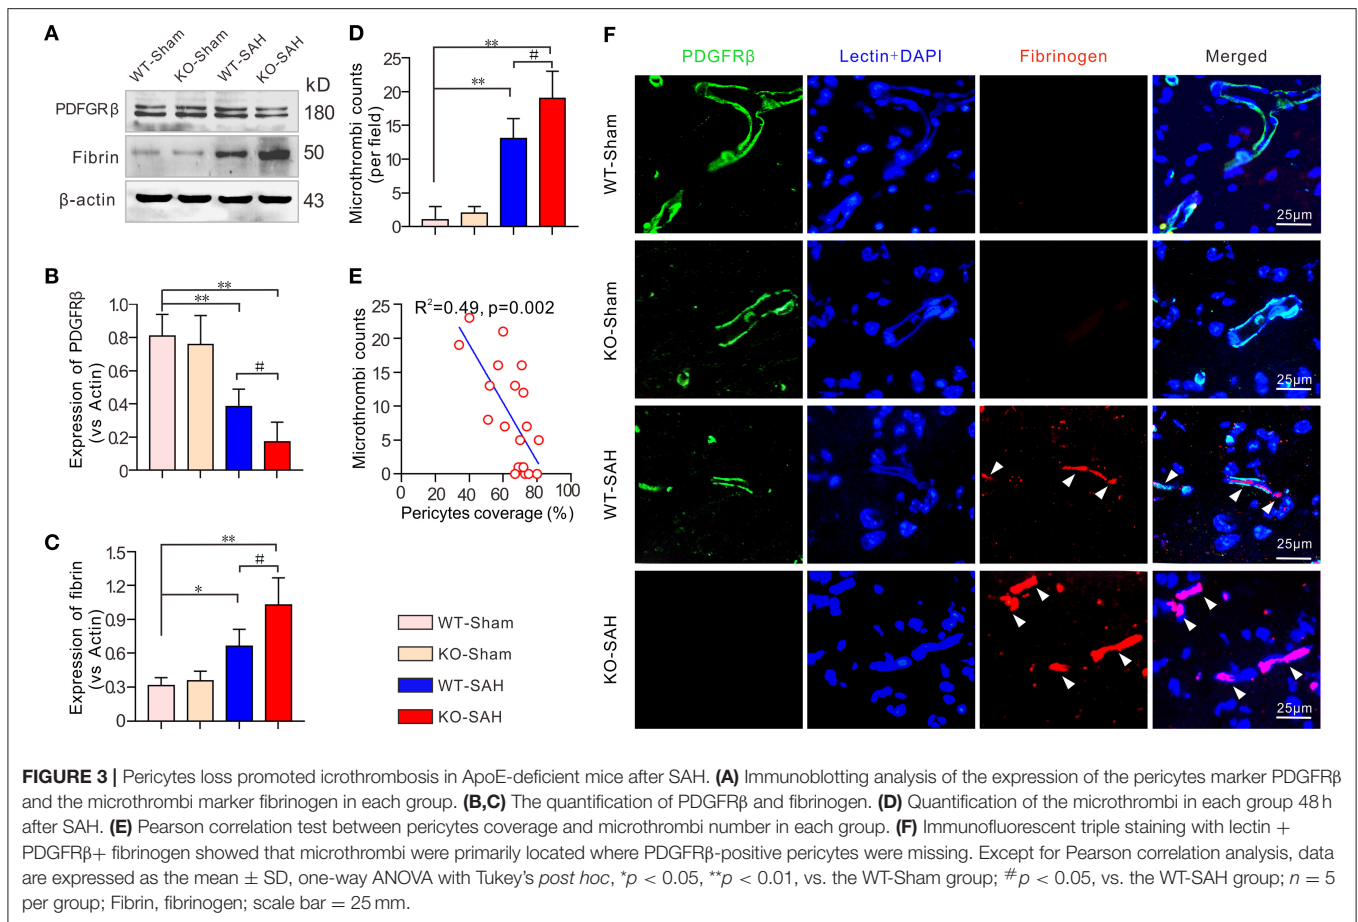 A
WT-Sham
KO-Sham
WT-SAH
KO-SAH
kD
PDFGRβ
180
Fibrin
50
β-actin
43
B
Expression of PDGFRβ
(vs Actin)
1.0
0.8
0.6
0.4
0.2
0
**
**
#
C
Expression of fibrin
(vs Actin)
1.5
1.2
0.9
0.6
0.3
0
**
*
#
D
Microthrombi counts
(per field)
25
20
15
10
5
0
**
**
#
E
Microthrombi counts
25
20
15
10
5
0
R²=0.49, p=0.002
0 20 40 60 80 100
Pericytes coverage (%)
WT-Sham
KO-Sham
WT-SAH
KO-SAH
F
PDGFRβ Lectin+DAPI Fibrinogen Merged
WT-Sham
25μm
KO-Sham
25μm
WT-SAH
25μm
KO-SAH
25μm
FIGURE 3 | Pericytes loss promoted icrothrombosis in ApoE-deficient mice after SAH. (A) Immunoblotting analysis of the expression of the pericytes marker PDGFRβ
and the microthrombi marker fibrinogen in each group. (B,C) The quantification of PDGFRβ and fibrinogen. (D) Quantification of the microthrombi in each group 48 h
after SAH. (E) Pearson correlation test between pericytes coverage and microthrombi number in each group. (F) Immunofluorescent triple staining with lectin +
PDGFRβ+ fibrinogen showed that microthrombi were primarily located where PDGFRβ-positive pericytes were missing. Except for Pearson correlation analysis, data
are expressed as the mean ± SD, one-way ANOVA with Tukey's post hoc, *p < 0.05, **p < 0.01, vs. the WT-Sham group; #p < 0.05, vs. the WT-SAH group; n = 5
per group; Fibrin, fibrinogen; scale bar = 25 mm.